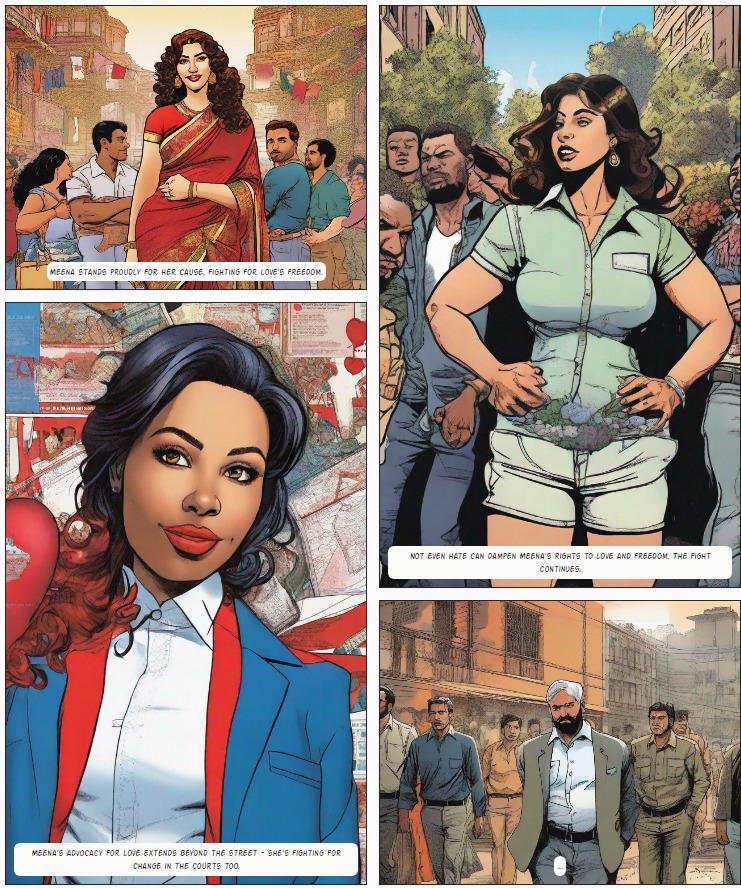 MEENA STANDS PROUDLY FOR HER CAUSE, FIGHTING FOR LOVE'S FREEDOM.
NOT EVEN HATE CAN DAMPEN MEENA'S RIGHTS TO LOVE AND FREEDOM. THE FIGHT
CONTINUES.
MEENA'S ADVOCACY FOR LOVE EXTENDS BEYOND THE STREET - SHE'S FIGHTING FOR
CHANGE IN THE COURTS TOO.
...